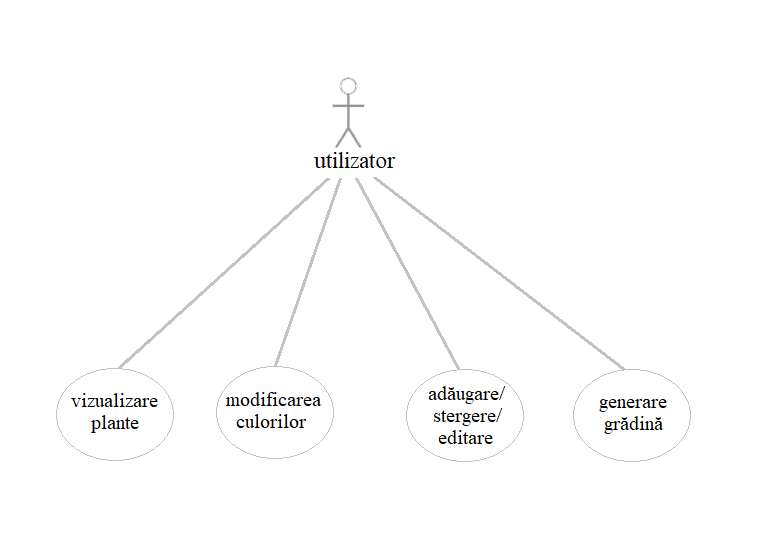 utilizator
vizualizare
plante
modificarea
culorilor
adăugare/
stergere/
editare
generare
grădină